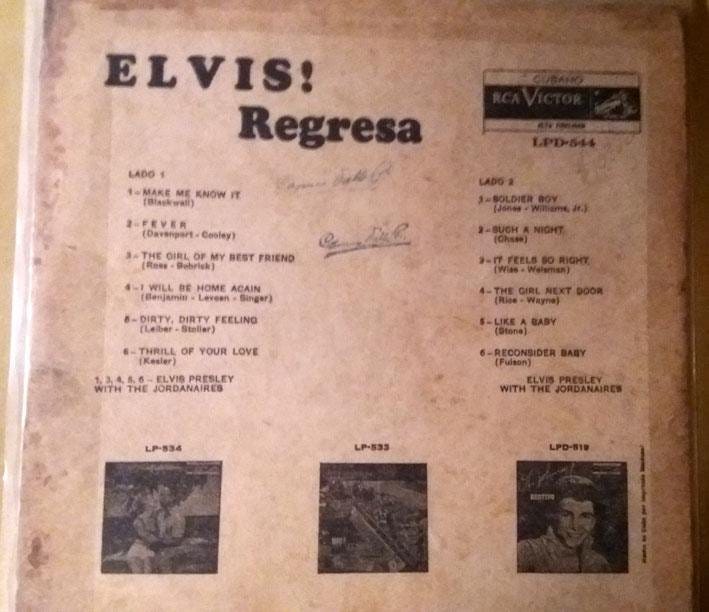 ELVIS!
Regresa
CUBANO
RCA VICTOR
ALTA FIDELIDAD
LPD-544
LADO 1
1-MAKE ME KNOW IT
(Blackwell)
2-FEVER
(Davenport - Cooley)
3-THE GIRL OF MY BEST FRIEND
(Ross - Bobrick)
4-I WILL BE HOME AGAIN
(Benjamin - Leveen - Singer)
5-DIRTY, DIRTY FEELING
(Leiber - Stoller)
6-THRILL OF YOUR LOVE
(Kesler)
1, 3, 4, 5, 6 - ELVIS PRESLEY
WITH THE JORDANAIRES
LADO 2
1-SOLDIER BOY
(Jones - Williams, Jr.)
2-SUCH A NIGHT
(Chase)
3-IT FEELS SO RIGHT
(Wise - Weisman)
4-THE GIRL NEXT DOOR
(Rice - Wayne)
5-LIKE A BABY
(Stone)
6-RECONSIDER BABY
(Fulson)
ELVIS PRESLEY
WITH THE JORDANAIRES
LP-534
LP-533
LPD-519